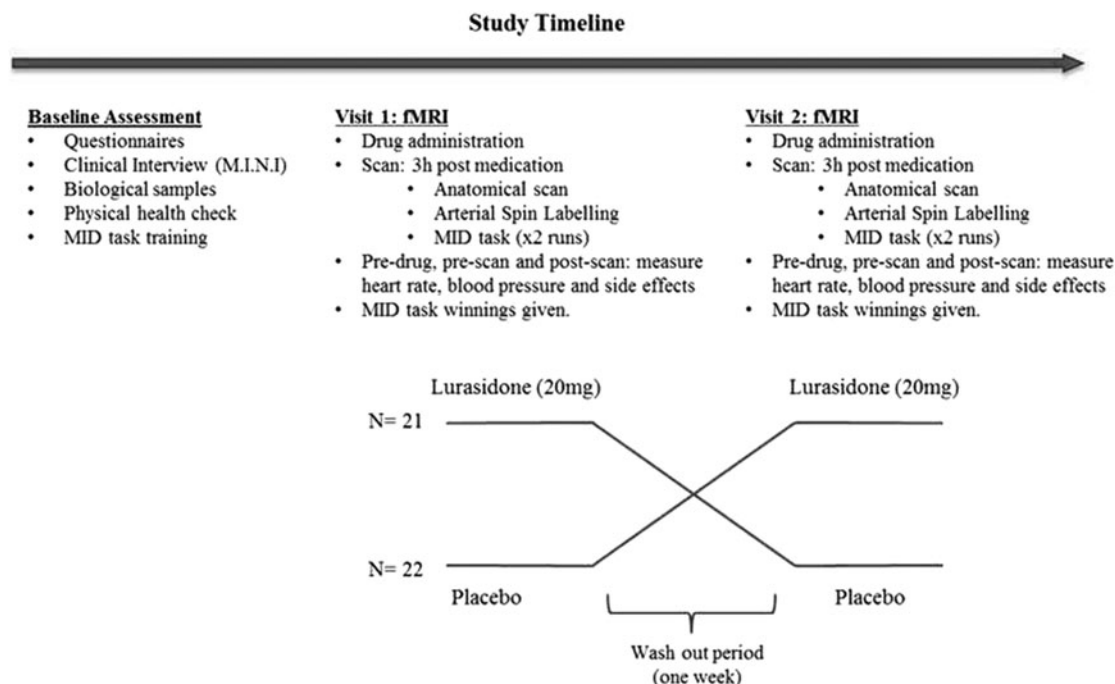 Study Timeline
Baseline Assessment
• Questionnaires
• Clinical Interview (M.I.N.I)
• Biological samples
• Physical health check
• MID task training
Visit 1: fMRI
• Drug administration
• Scan: 3h post medication
• Anatomical scan
• Arterial Spin Labelling
• MID task (x2 runs)
• Pre-drug, pre-scan and post-scan: measure
heart rate, blood pressure and side effects
• MID task winnings given.
Visit 2: fMRI
• Drug administration
• Scan: 3h post medication
• Anatomical scan
• Arterial Spin Labelling
• MID task (x2 runs)
• Pre-drug, pre-scan and post-scan: measure
heart rate, blood pressure and side effects
• MID task winnings given.
Lurasidone (20mg)
Lurasidone (20mg)
N= 21
N= 22
Placebo
Placebo
Wash out period
(one week)